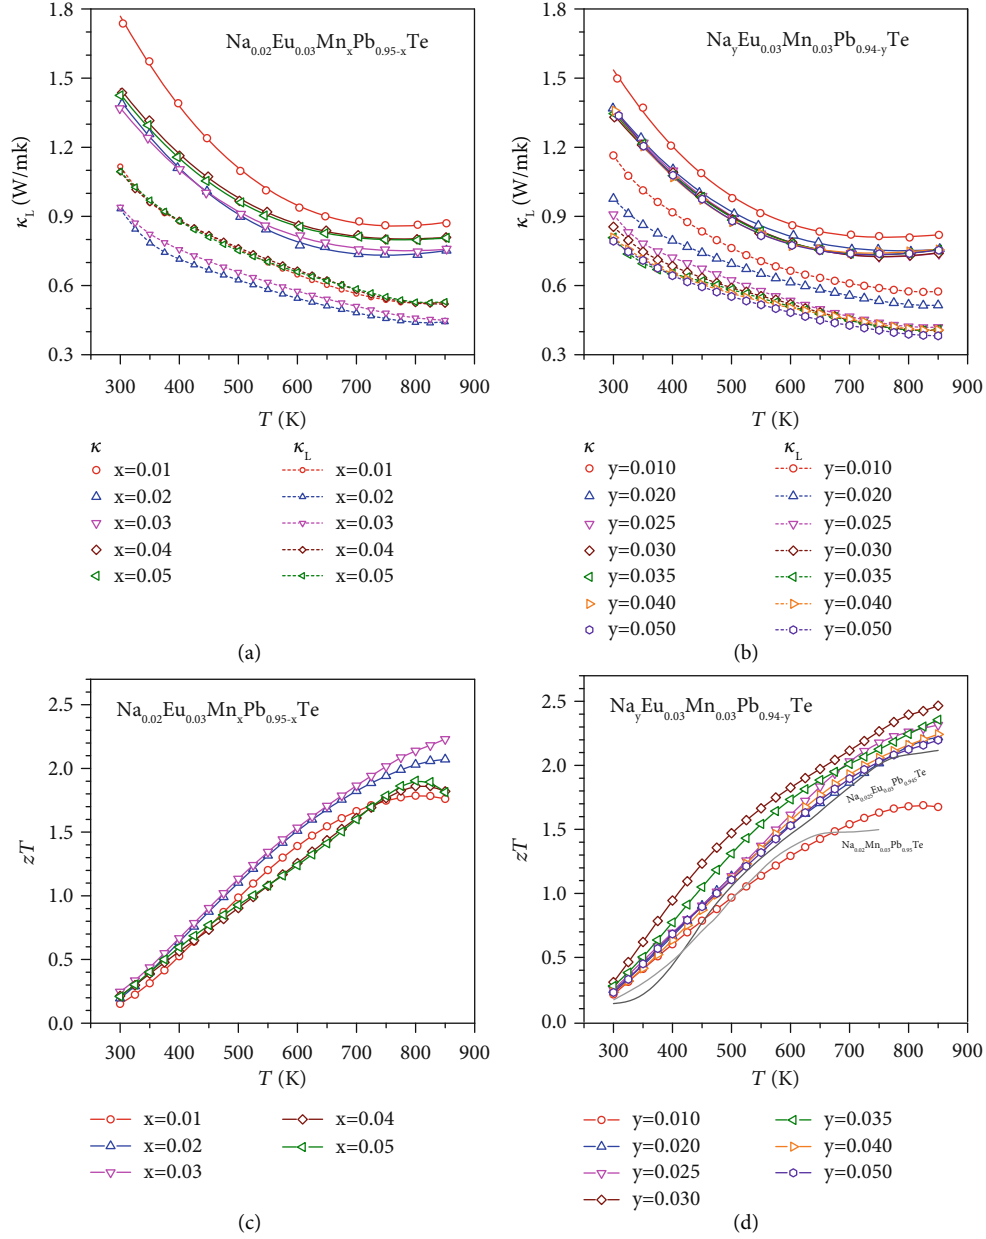 Na0.02Eu0.03MnxPb0.95-xTe
κL (W/mk)
1.8
1.5
1.2
0.9
0.6
0.3
300 400 500 600 700 800 900
T (K)
κ κL
x=0.01 x=0.01
x=0.02 x=0.02
x=0.03 x=0.03
x=0.04 x=0.04
x=0.05 x=0.05
(a)
NayEu0.03Mn0.03Pb0.94-yTe
κL (W/mk)
1.8
1.5
1.2
0.9
0.6
0.3
300 400 500 600 700 800 900
T (K)
κ κL
y=0.010 y=0.010
y=0.020 y=0.020
y=0.025 y=0.025
y=0.030 y=0.030
y=0.035 y=0.035
y=0.040 y=0.040
y=0.050 y=0.050
(b)
Na0.02Eu0.03MnxPb0.95-xTe
zT
2.5
2.0
1.5
1.0
0.5
0.0
300 400 500 600 700 800 900
T (K)
x=0.01 x=0.04
x=0.02 x=0.05
x=0.03
(c)
NayEu0.03Mn0.03Pb0.94-yTe
zT
2.5
2.0
1.5
1.0
0.5
0.0
Na0.025Eu0.03Pb0.945Te
Na0.02Mn0.03Pb0.95Te
300 400 500 600 700 800 900
T (K)
y=0.010 y=0.035
y=0.020 y=0.040
y=0.025 y=0.050
y=0.030
(d)